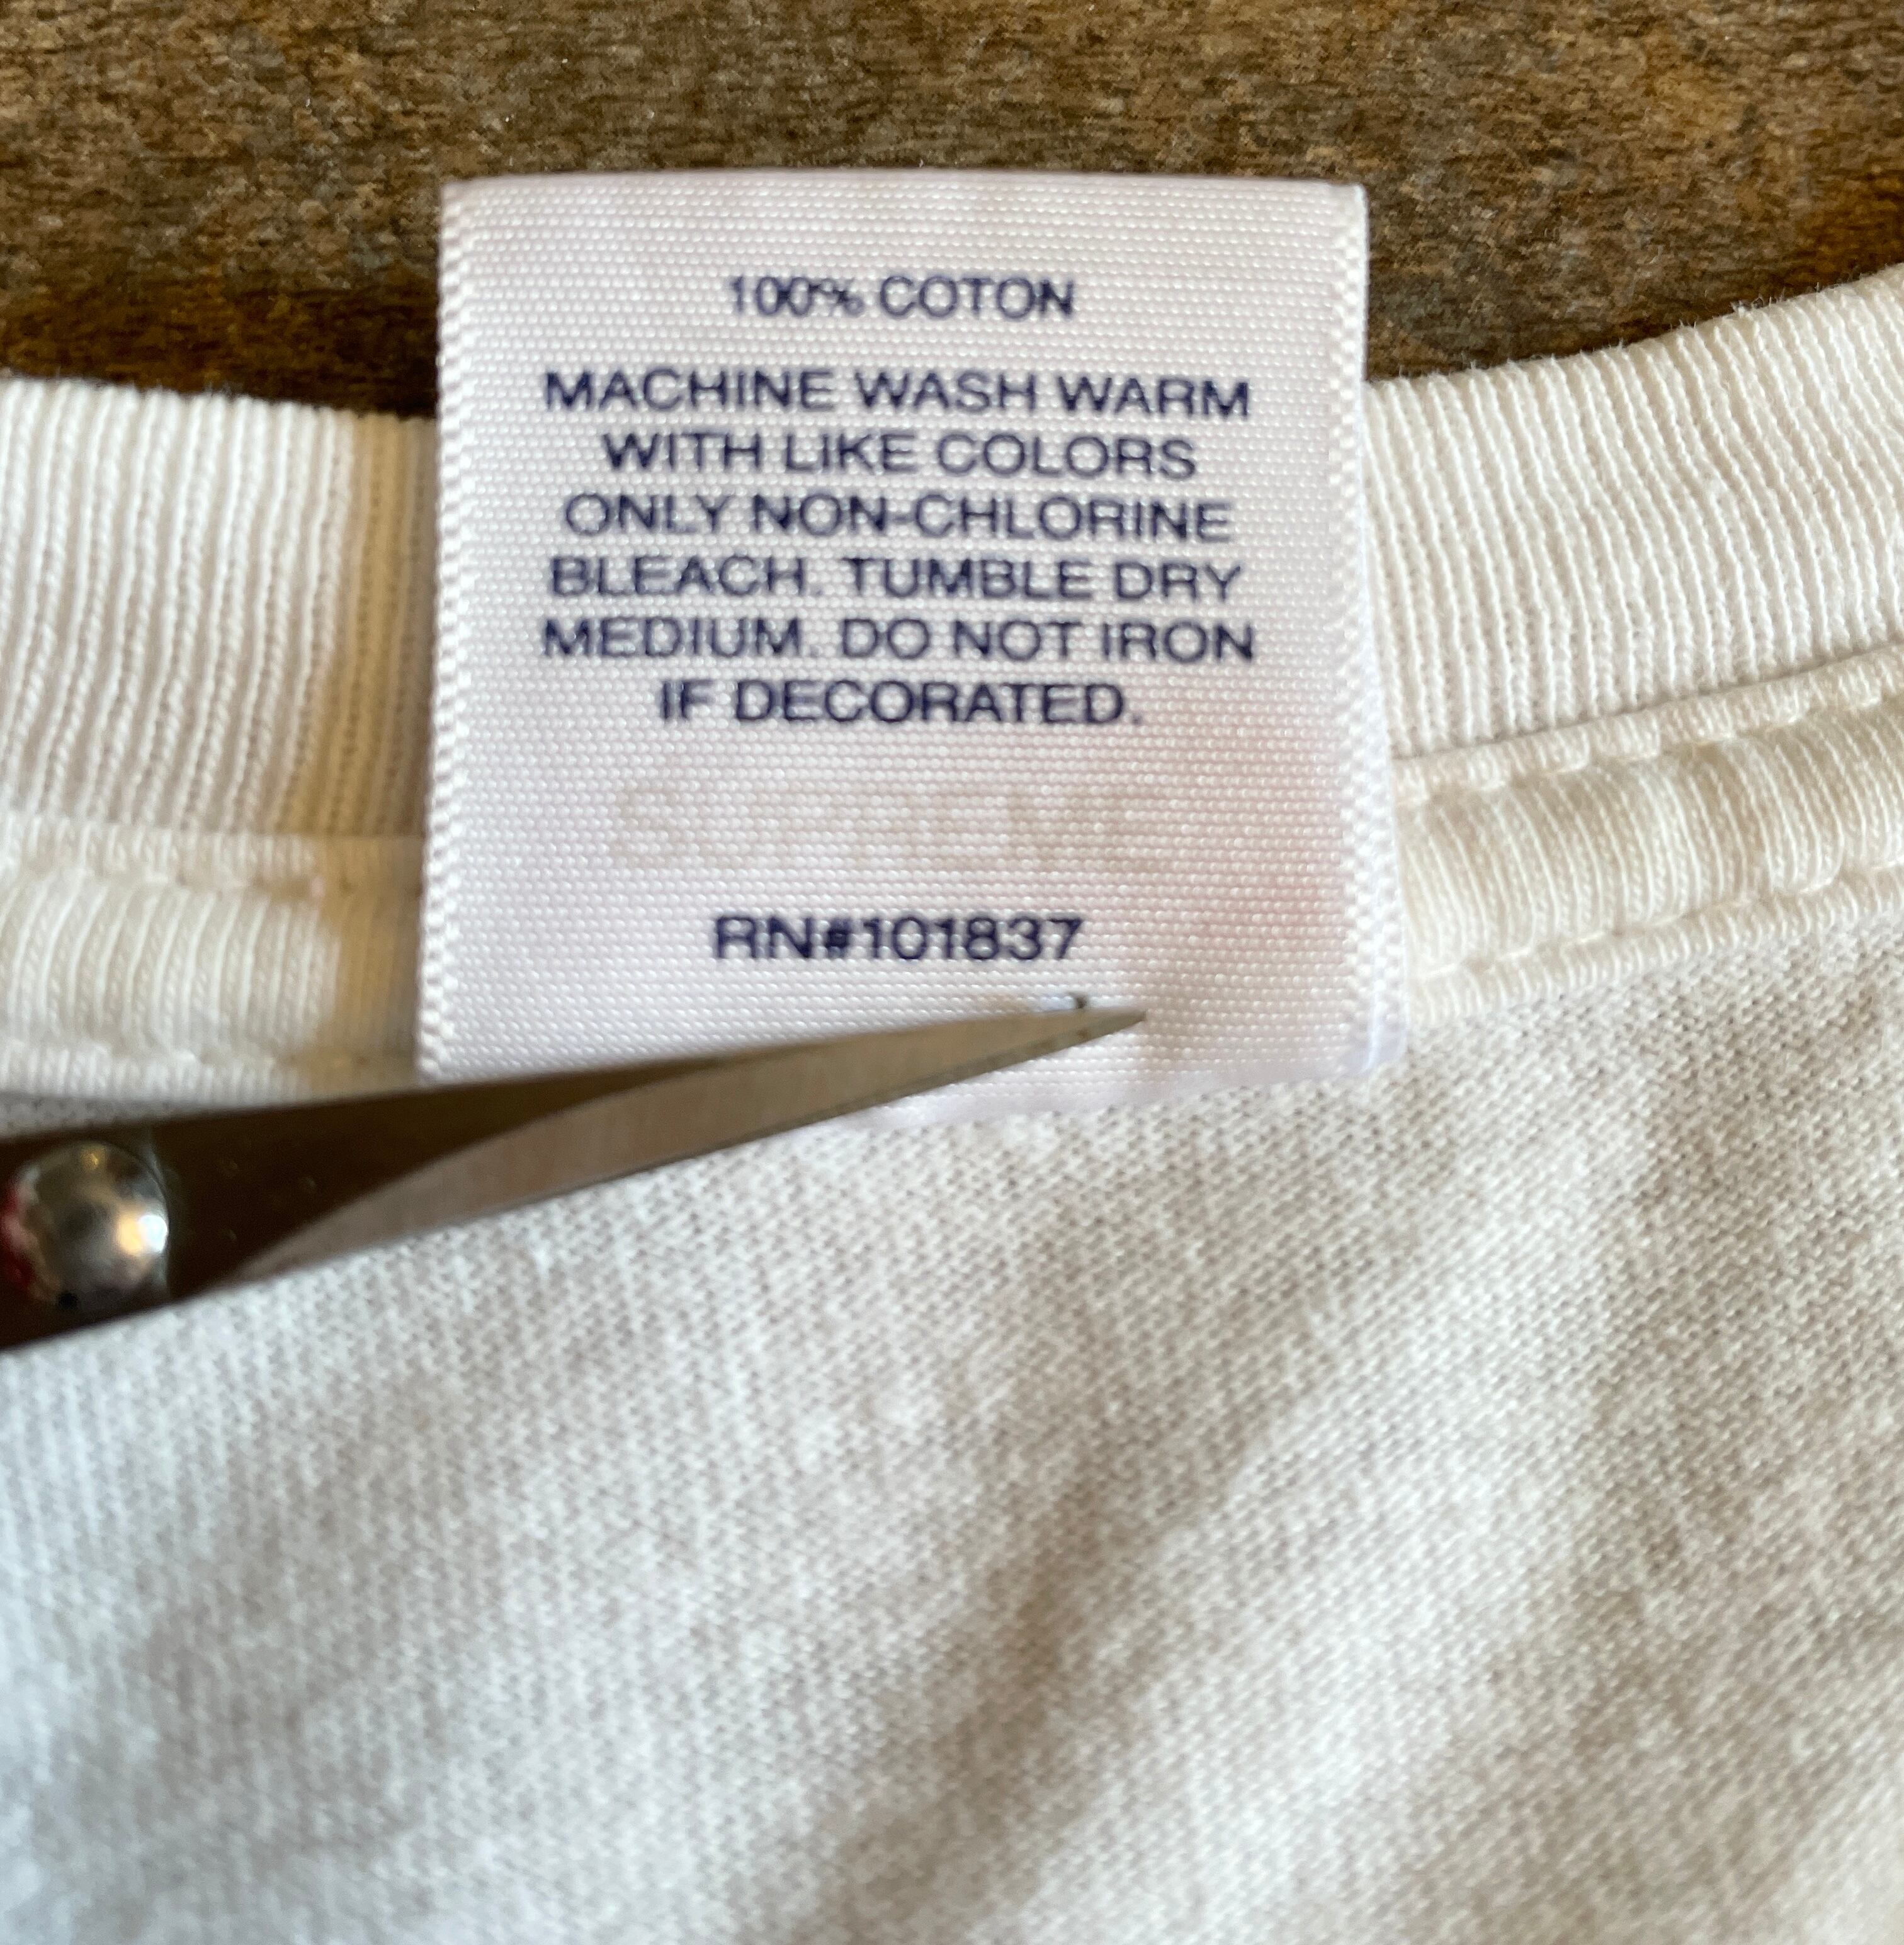 100% COTON
MACHINE WASH WARM
WITH LIKE COLORS
ONLY NON-CHLORINE
BLEACH. TUMBLE DRY
MEDIUM. DO NOT IRON
IF DECORATED.
RN#101837